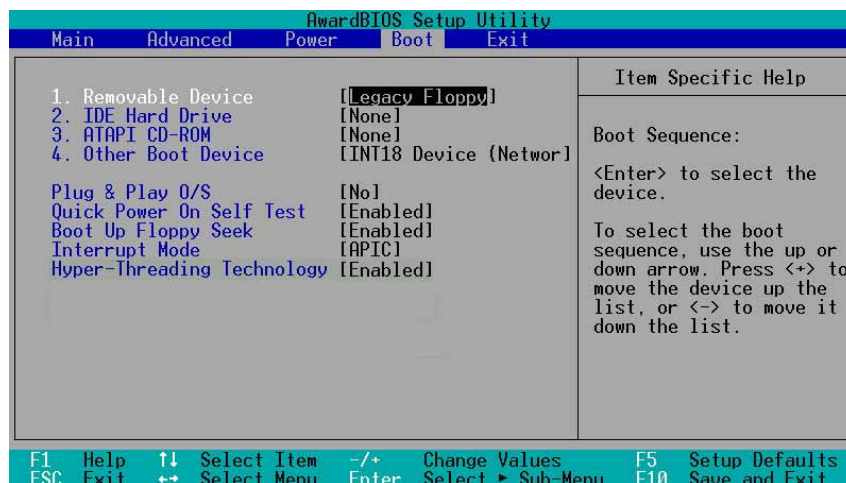 AwardBIOS Setup Utility
Main Advanced Power Boot Exit
Item Specific Help
1. Removable Device [Legacy Floppy]
2. IDE Hard Drive [None]
3. ATAPI CD-ROM [None]
4. Other Boot Device [INT18 Device (Networ]
Plug & Play O/S [No]
Quick Power On Self Test [Enabled]
Boot Up Floppy Seek [Enabled]
Interrupt Mode [APIC]
Hyper-Threading Technology [Enabled]
Boot Sequence:
<Enter> to select the
device.
To select the boot
sequence, use the up or
down arrow. Press <+> to
move the device up the
list, or <-> to move it
down the list.
F1 Help ↑↓ Select Item -/+ Change Values F5 Setup Defaults
ESC Exit ←→ Select Menu Enter Select ► Sub-Menu F10 Save and Exit